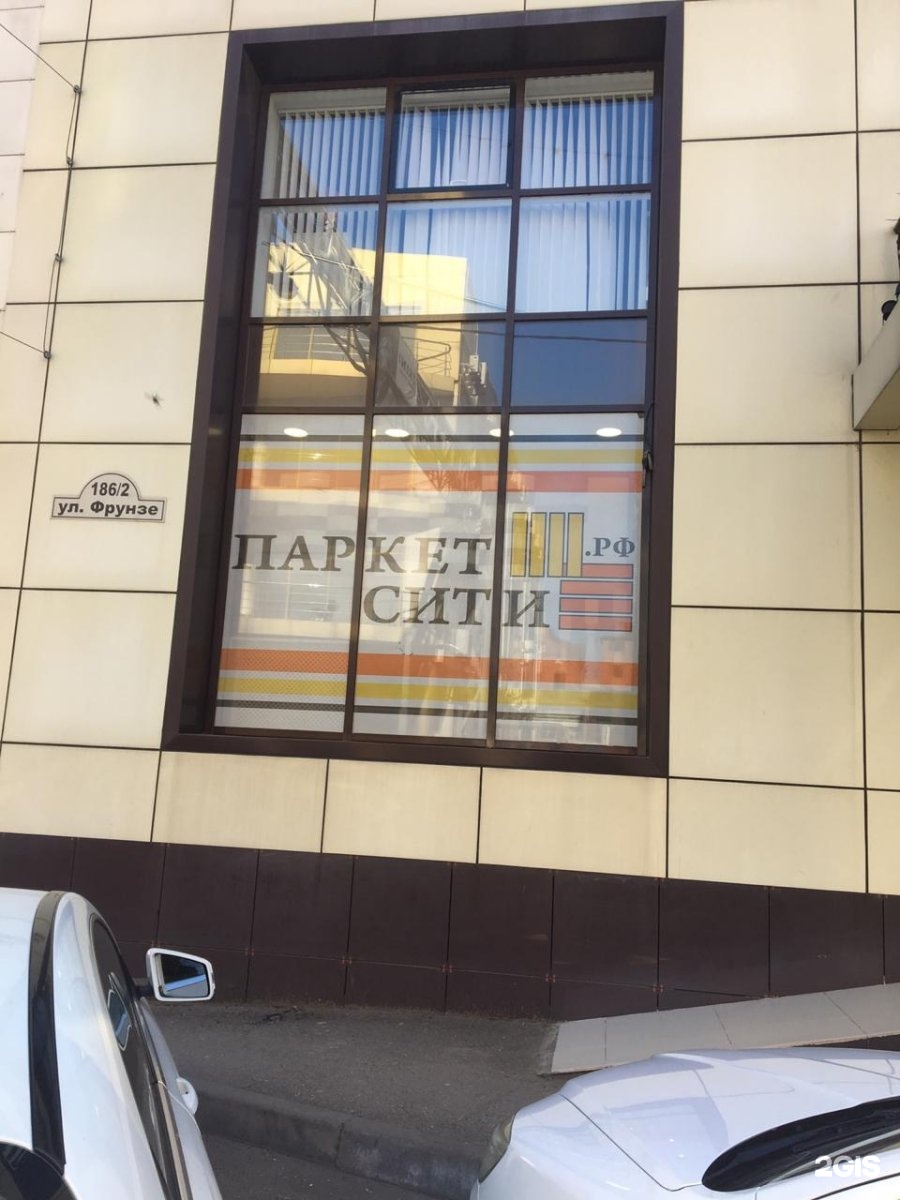 186/2
ул. Фрунзе
ПАРКЕТ .РФ
СИТИ
2GIS